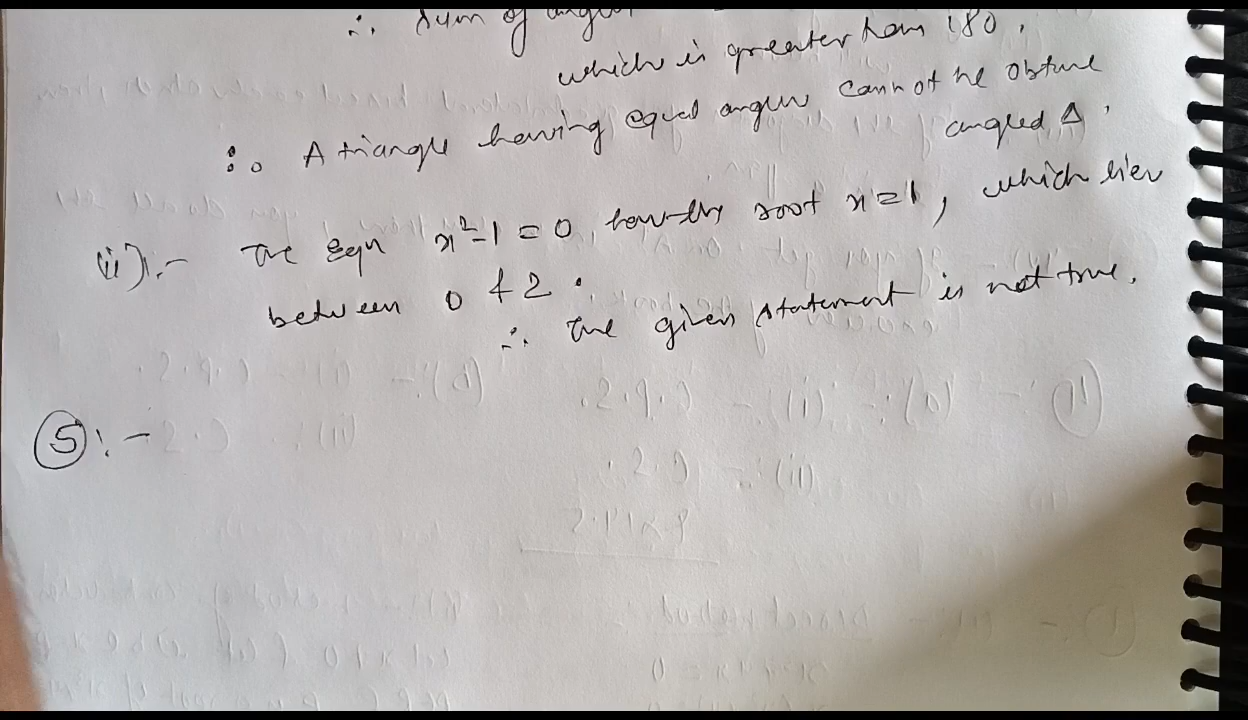 ∴ Sum of angles
which is greater than 180.
∴ A triangle having equal angles cannot be obtuse
angled Δ.
(ii) :- The Eqn x²-1 = 0, has the root x = 1, which lies
between 0 & 2.
∴ The given statement is not true.
(5) :-